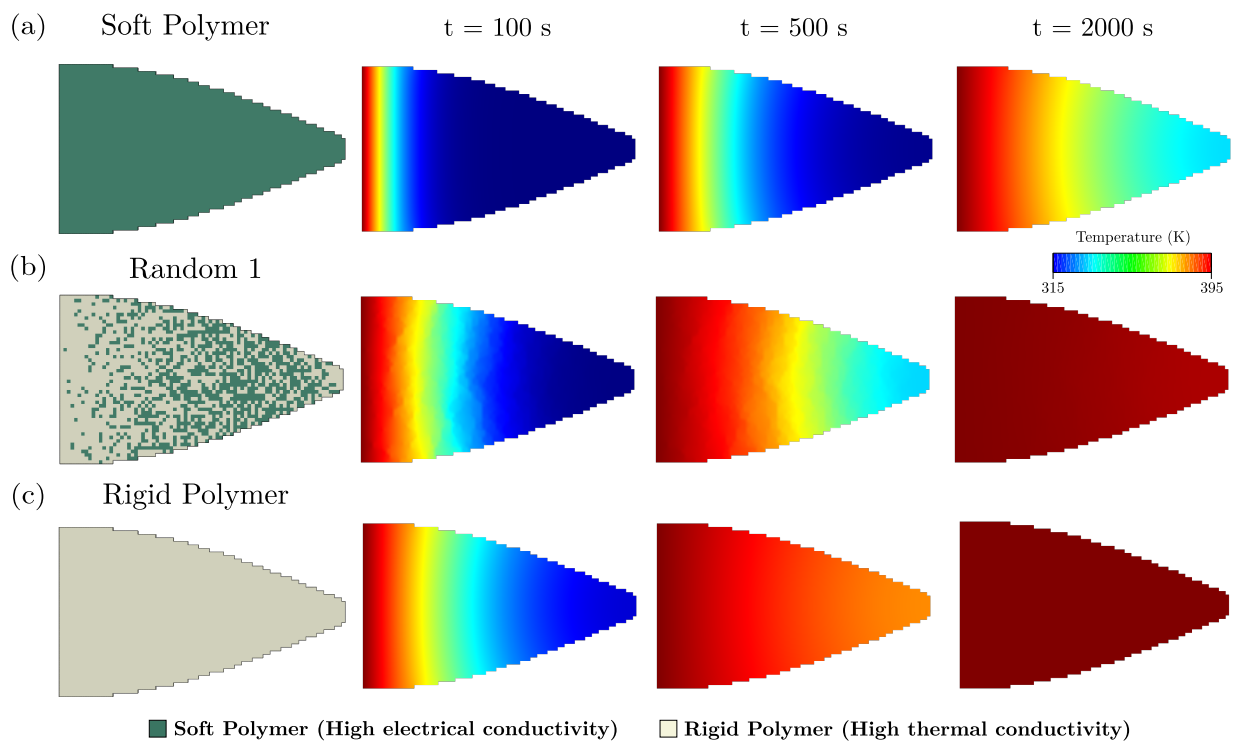 (a) Soft Polymer t = 100 s t = 500 s t = 2000 s
Temperature (K)
315 395
(b) Random 1
(c) Rigid Polymer
Soft Polymer (High electrical conductivity) Rigid Polymer (High thermal conductivity)